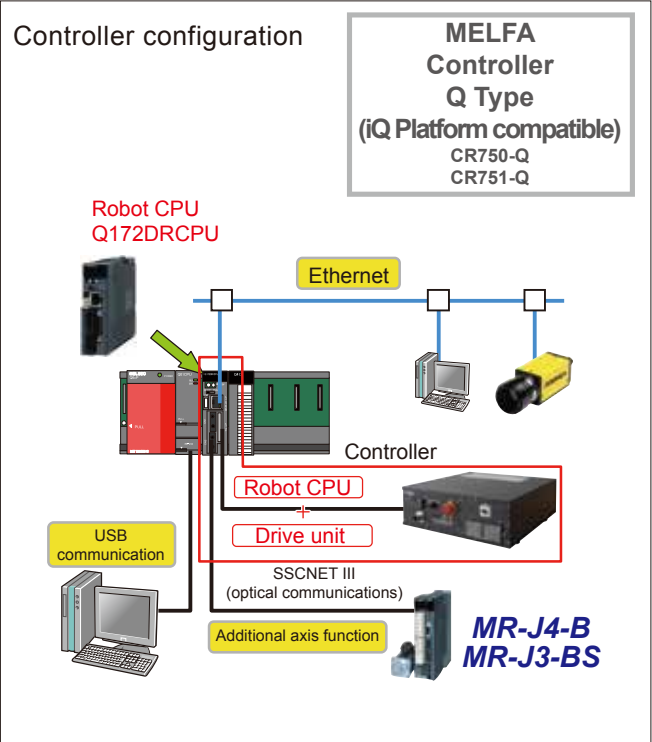 Controller configuration
MELFA
Controller
Q Type
(iQ Platform compatible)
CR750-Q
CR751-Q
Robot CPU
Q172DRCPU
Ethernet
Controller
Robot CPU
+
Drive unit
USB
communication
SSCNET III
(optical communications)
Additional axis function
MR-J4-B
MR-J3-BS